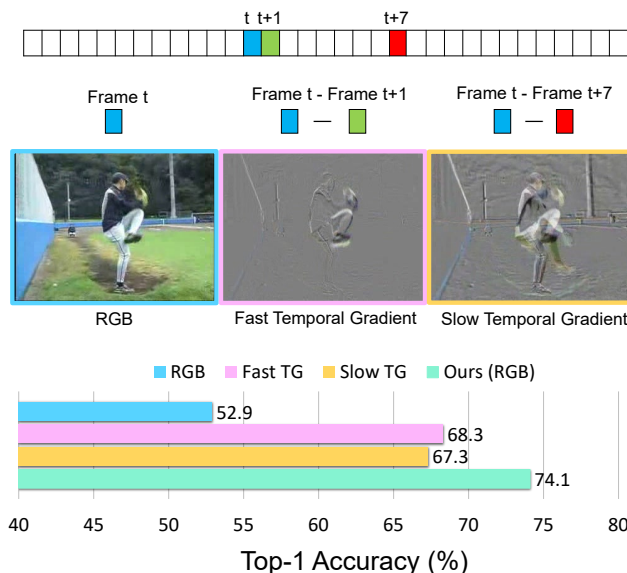 t t+1 t+7
Frame t Frame t - Frame t+1 Frame t - Frame t+7
RGB Fast Temporal Gradient Slow Temporal Gradient
RGB Fast TG Slow TG Ours (RGB)
52.9
68.3
67.3
74.1
40 45 50 55 60 65 70 75 80
Top-1 Accuracy (%)